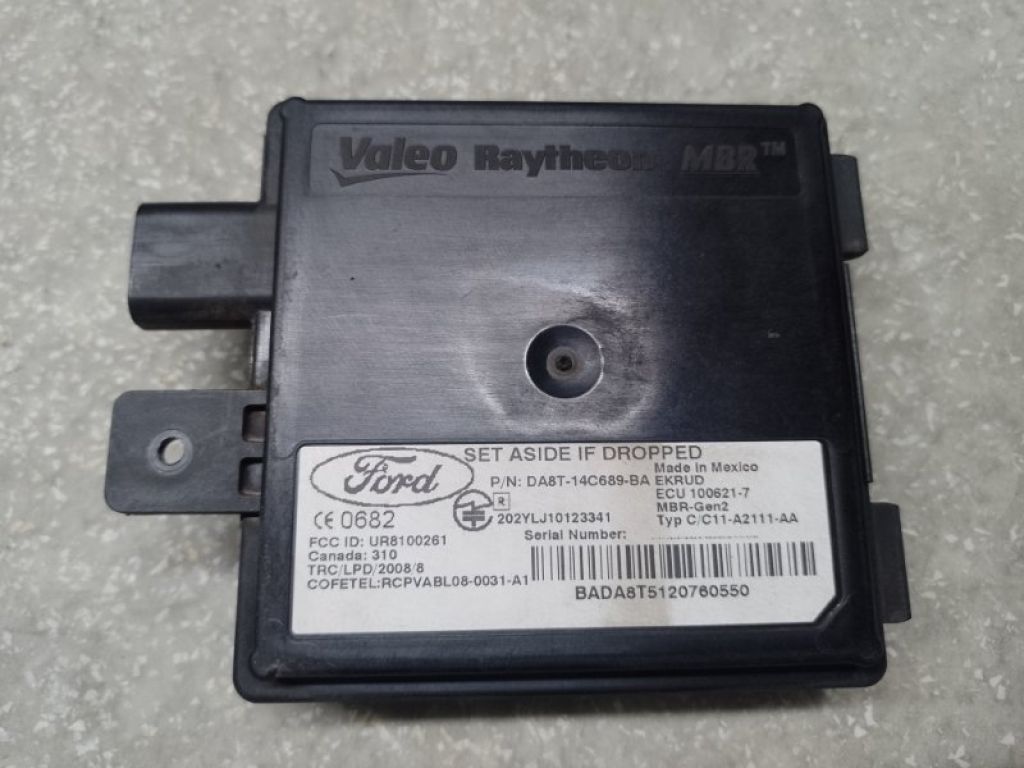 Valeo Raytheon MBR™
Ford
SET ASIDE IF DROPPED
P/N: DA8T-14C689-BA
Made in Mexico
EKRUD
ECU 100621-7
MBR-Gen2
Typ C/C11-A2111-AA
R
202YLJ10123341
CE 0682
FCC ID: UR8100261
Canada: 310
TRC/LPD/2008/8
COFETEL:RCPVABL08-0031-A1
Serial Number:
BADA8T5120760550